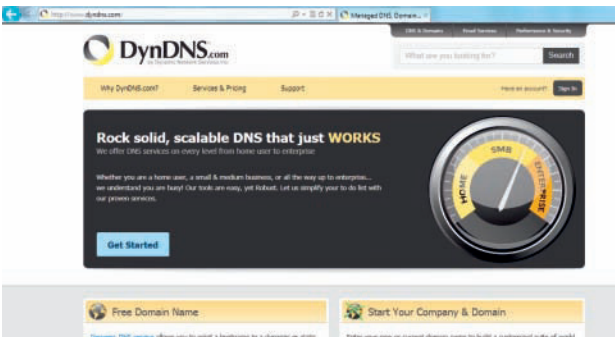 http://www.dyndns.com
Managed DNS, Domain...
DNS & Domains Email Services Performance & Security
DynDNS.com
by Dynamic Network Services Inc.
What are you looking for? Search
Why DynDNS.com? Services & Pricing Support Have an account? Sign In
Rock solid, scalable DNS that just WORKS
We offer DNS services on every level from home user to enterprise
Whether you are a home user, a small & medium business, or all the way up to enterprise...
we understand you are busy! Our tools are easy, yet Robust. Let us simplify your to do list with
our proven services.
HOME SMB ENTERPRISE
Get Started
Free Domain Name Start Your Company & Domain